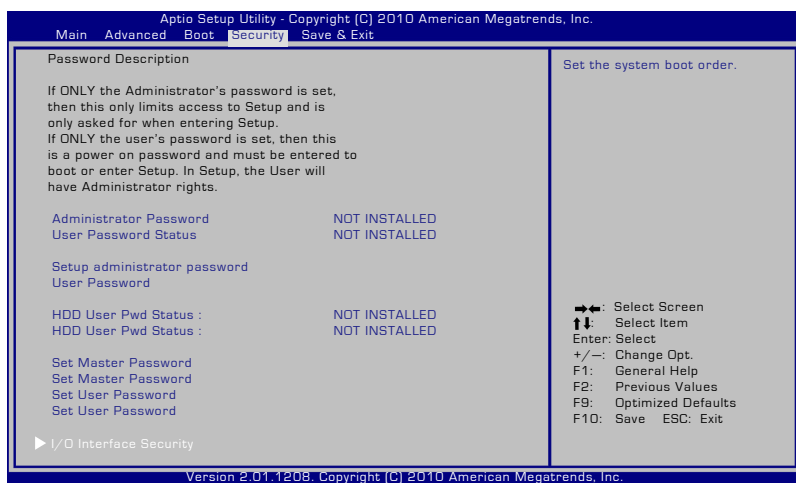 Aptio Setup Utility - Copyright (C) 2010 American Megatrends, Inc.
Main Advanced Boot Security Save & Exit
Password Description
If ONLY the Administrator's password is set,
then this only limits access to Setup and is
only asked for when entering Setup.
If ONLY the user's password is set, then this
is a power on password and must be entered to
boot or enter Setup. In Setup, the User will
have Administrator rights.
Administrator Password NOT INSTALLED
User Password Status NOT INSTALLED
Setup administrator password
User Password
HDD User Pwd Status : NOT INSTALLED
HDD User Pwd Status : NOT INSTALLED
Set Master Password
Set Master Password
Set User Password
Set User Password
▶ I/O Interface Security
Set the system boot order.
→←: Select Screen
↑↓: Select Item
Enter: Select
+/—: Change Opt.
F1: General Help
F2: Previous Values
F9: Optimized Defaults
F10: Save ESC: Exit
Version 2.01.1208. Copyright (C) 2010 American Megatrends, Inc.